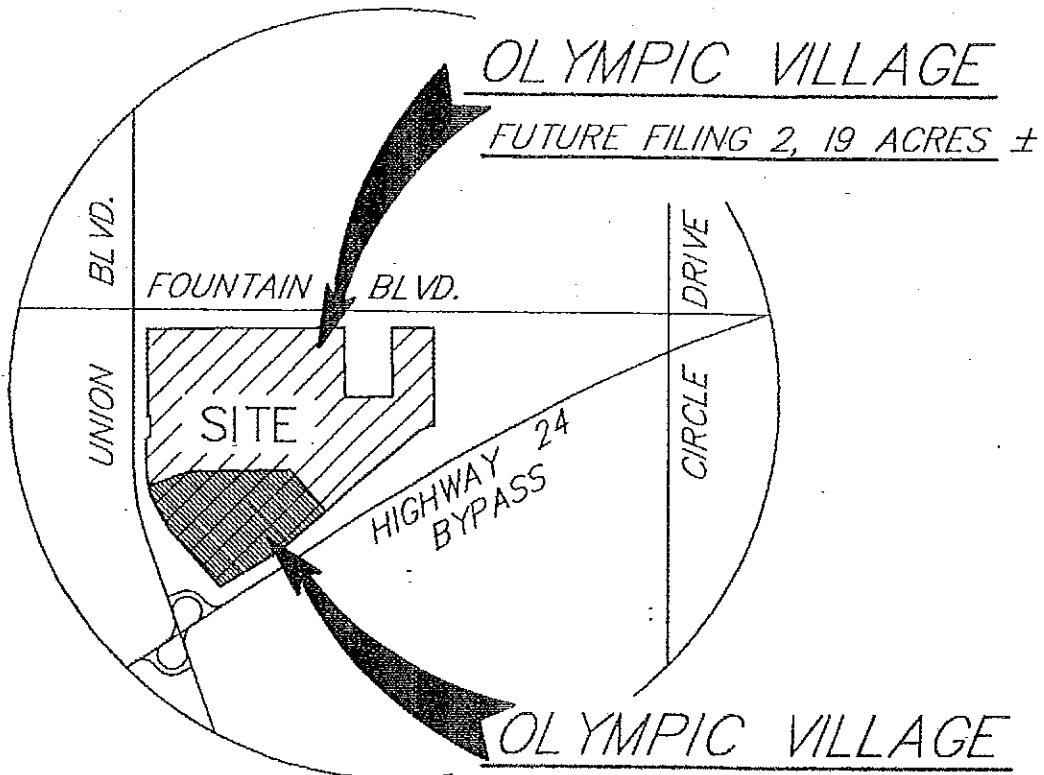 OLYMPIC VILLAGE
FUTURE FILING 2, 19 ACRES ±
UNION BLVD.
FOUNTAIN BLVD.
CIRCLE DRIVE
SITE
HIGHWAY 24
BYPASS
OLYMPIC VILLAGE